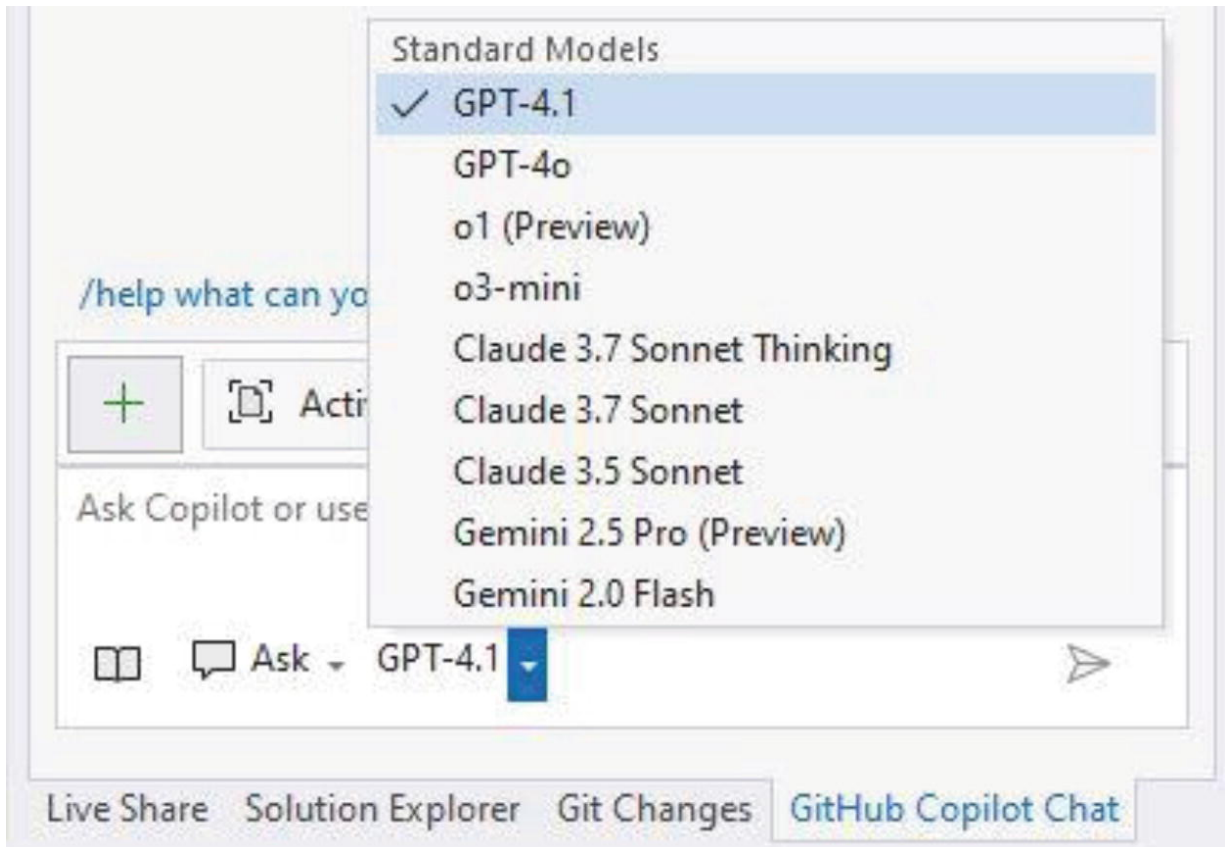 Standard Models
GPT-4.1
GPT-4o
o1 (Preview)
o3-mini
Claude 3.7 Sonnet Thinking
Claude 3.7 Sonnet
Claude 3.5 Sonnet
Gemini 2.5 Pro (Preview)
Gemini 2.0 Flash
/help what can yo
Acti
Ask Copilot or use
Ask GPT-4.1
Live Share Solution Explorer Git Changes GitHub Copilot Chat